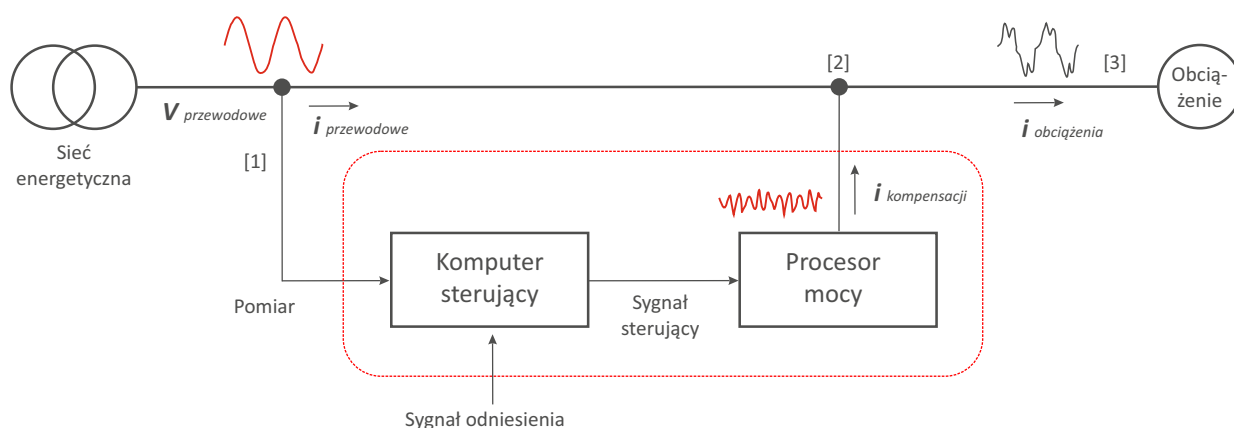 [2]
[3]
Obcią-
żenie
V przewodowe
i przewodowe
i obciążenia
Sieć
energetyczna
[1]
i kompensacji
Komputer
sterujący
Procesor
mocy
Pomiar
Sygnał
sterujący
Sygnał odniesienia